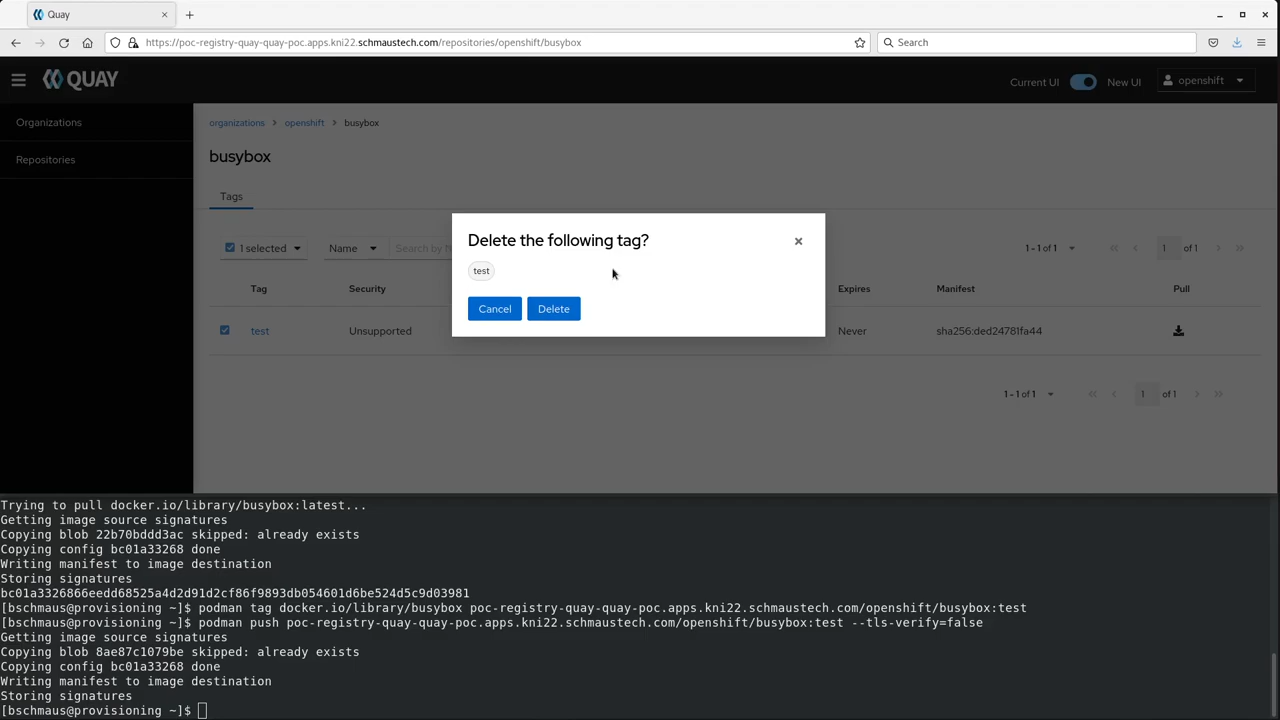 Quay
https://poc-registry-quay-quay-poc.apps.kni22.schmaustech.com/repositories/openshift/busybox
Search
QUAY
Current UI
New UI
openshift
Organizations
Repositories
organizations > openshift > busybox
busybox
Tags
1 selected
Name
1 - 1 of 1
1 of 1
Delete the following tag?
test
Cancel
Delete
Tag Security Expires Manifest Pull
test Unsupported Never sha256:ded24781fa44
1 - 1 of 1
1 of 1
Trying to pull docker.io/library/busybox:latest...
Getting image source signatures
Copying blob 22b70bddd3ac skipped: already exists
Copying config bc01a33268 done
Writing manifest to image destination
Storing signatures
bc01a3326866eedd68525a4d2d91d2cf86f9893db054601d6be524d5c9d03981
[bschmaus@provisioning ~]$ podman tag docker.io/library/busybox poc-registry-quay-quay-poc.apps.kni22.schmaustech.com/openshift/busybox:test
[bschmaus@provisioning ~]$ podman push poc-registry-quay-quay-poc.apps.kni22.schmaustech.com/openshift/busybox:test --tls-verify=false
Getting image source signatures
Copying blob 8ae87c1079be skipped: already exists
Copying config bc01a33268 done
Writing manifest to image destination
Storing signatures
[bschmaus@provisioning ~]$